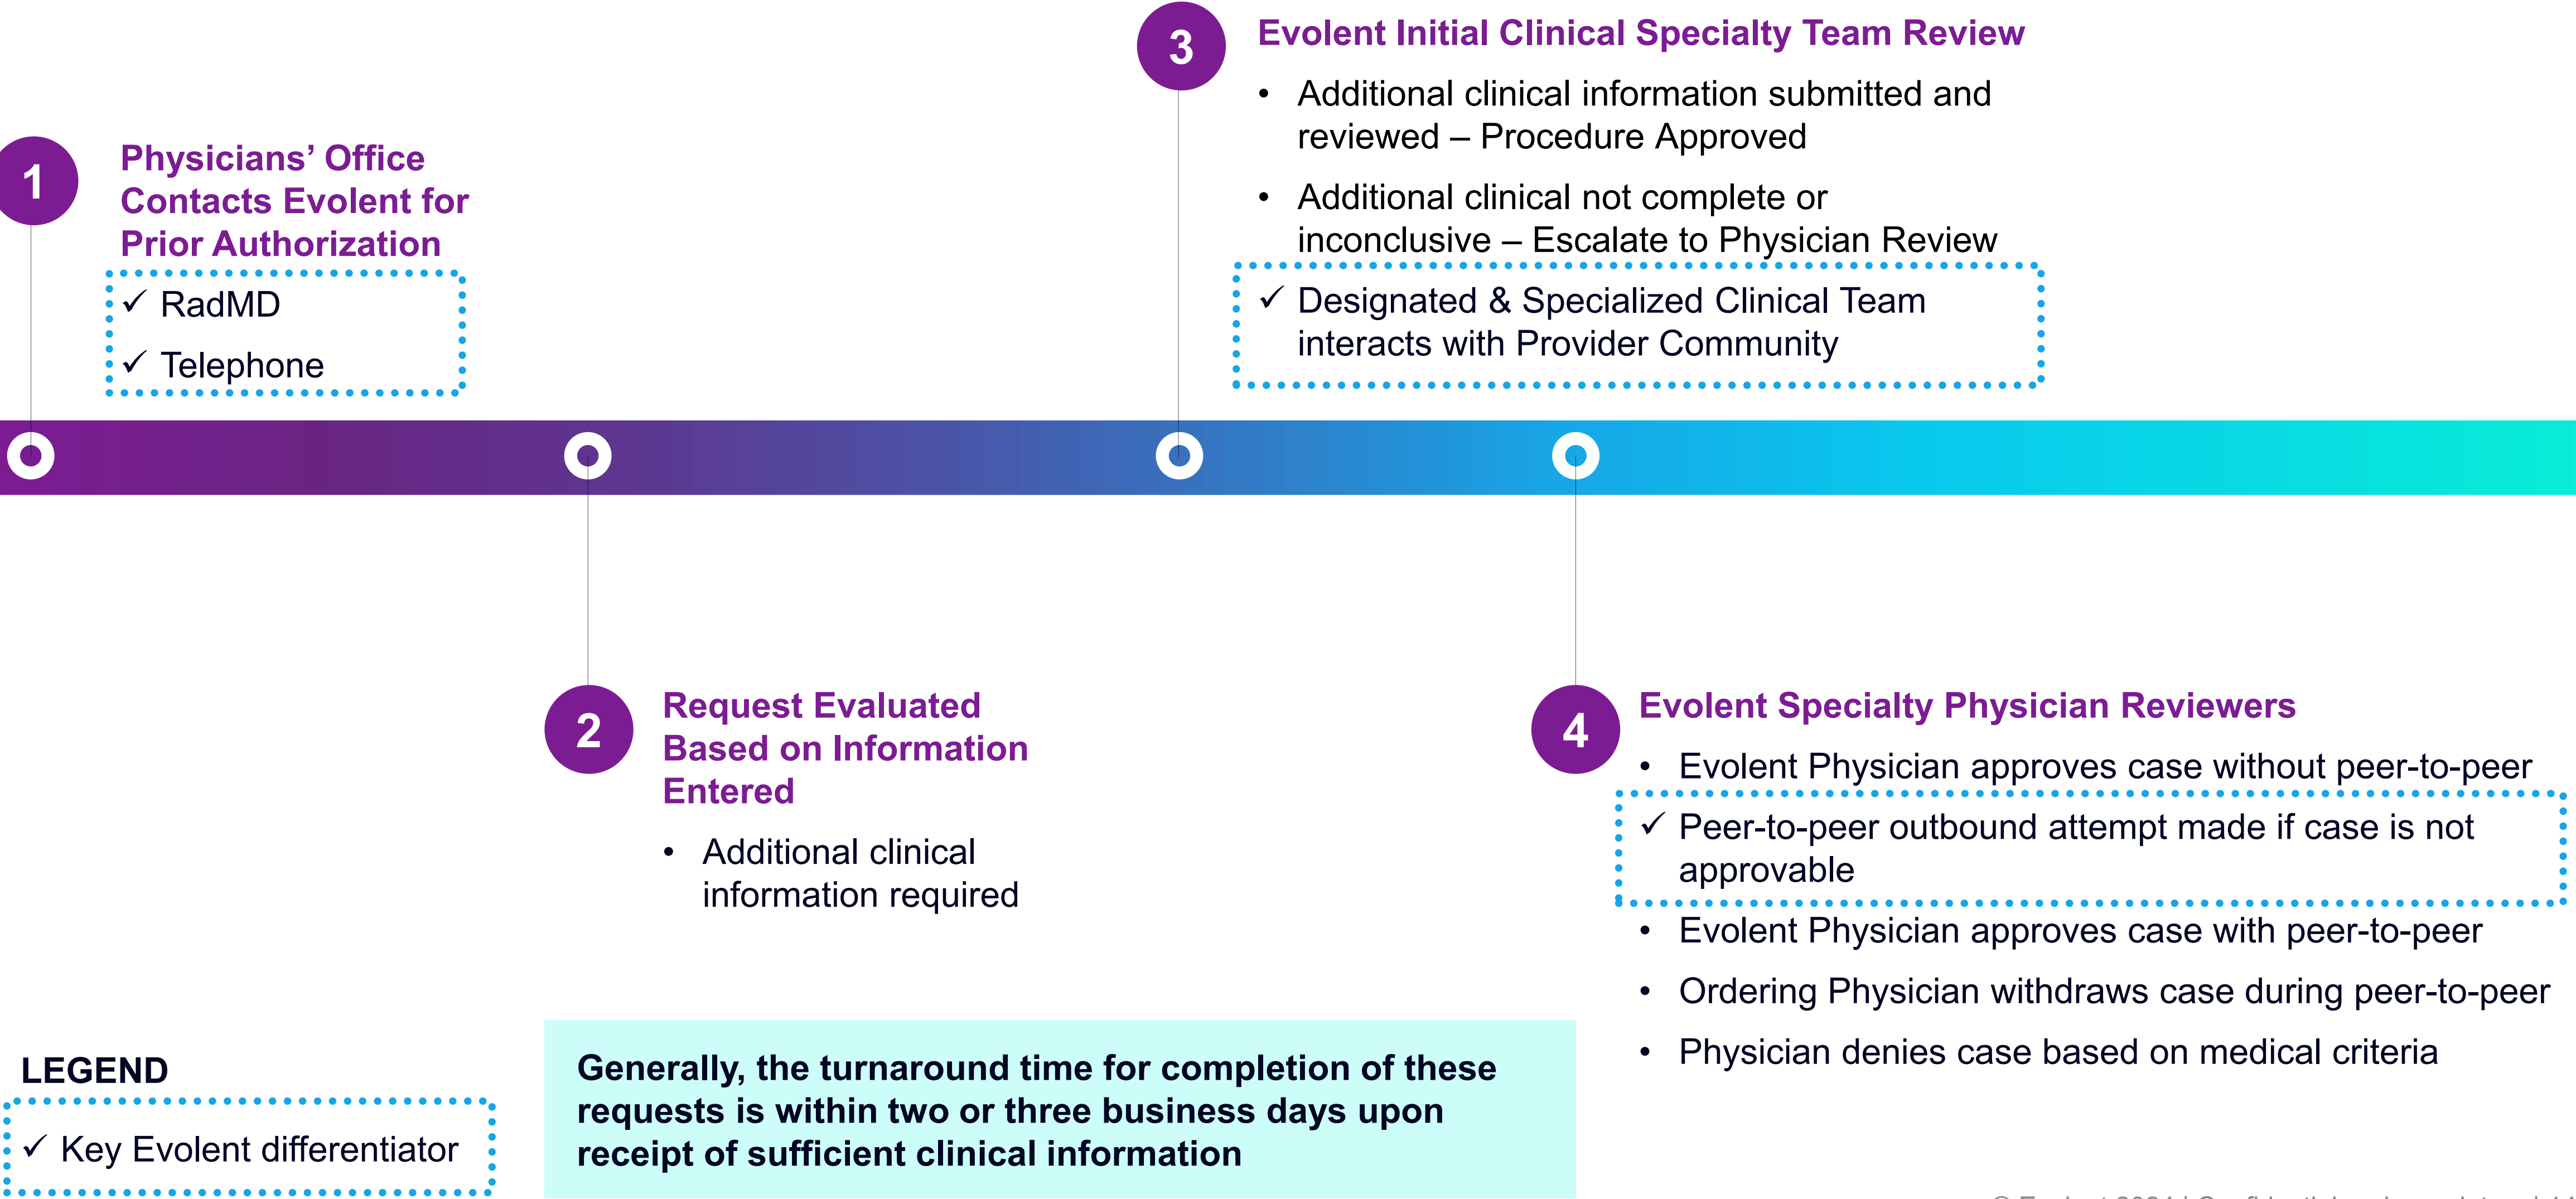 1
Physicians’ Office
Contacts Evolent for
Prior Authorization
✓ RadMD
✓ Telephone
3
Evolent Initial Clinical Specialty Team Review
• Additional clinical information submitted and
reviewed – Procedure Approved
• Additional clinical not complete or
inconclusive – Escalate to Physician Review
✓ Designated & Specialized Clinical Team
interacts with Provider Community
2
Request Evaluated
Based on Information
Entered
• Additional clinical
information required
4
Evolent Specialty Physician Reviewers
• Evolent Physician approves case without peer-to-peer
✓ Peer-to-peer outbound attempt made if case is not
approvable
• Evolent Physician approves case with peer-to-peer
• Ordering Physician withdraws case during peer-to-peer
• Physician denies case based on medical criteria
LEGEND
✓ Key Evolent differentiator
Generally, the turnaround time for completion of these
requests is within two or three business days upon
receipt of sufficient clinical information